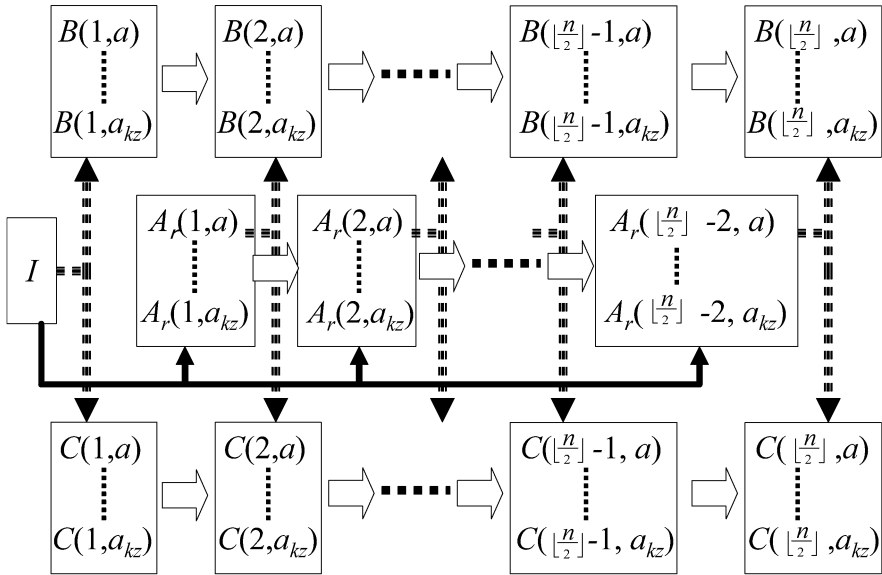 B(1,a) B(2,a) B(⌊n/2⌋-1,a) B(⌊n/2⌋ ,a)
B(1,a_kz) B(2,a_kz) B(⌊n/2⌋-1,a_kz) B(⌊n/2⌋ ,a_kz)
A_r(1,a) A_r(2,a) A_r(⌊n/2⌋ -2, a)
I
A_r(1,a_kz) A_r(2,a_kz) A_r(⌊n/2⌋ -2, a_kz)
C(1,a) C(2,a) C(⌊n/2⌋-1, a) C(⌊n/2⌋ ,a)
C(1,a_kz) C(2,a_kz) C(⌊n/2⌋-1, a_kz) C(⌊n/2⌋ ,a_kz)